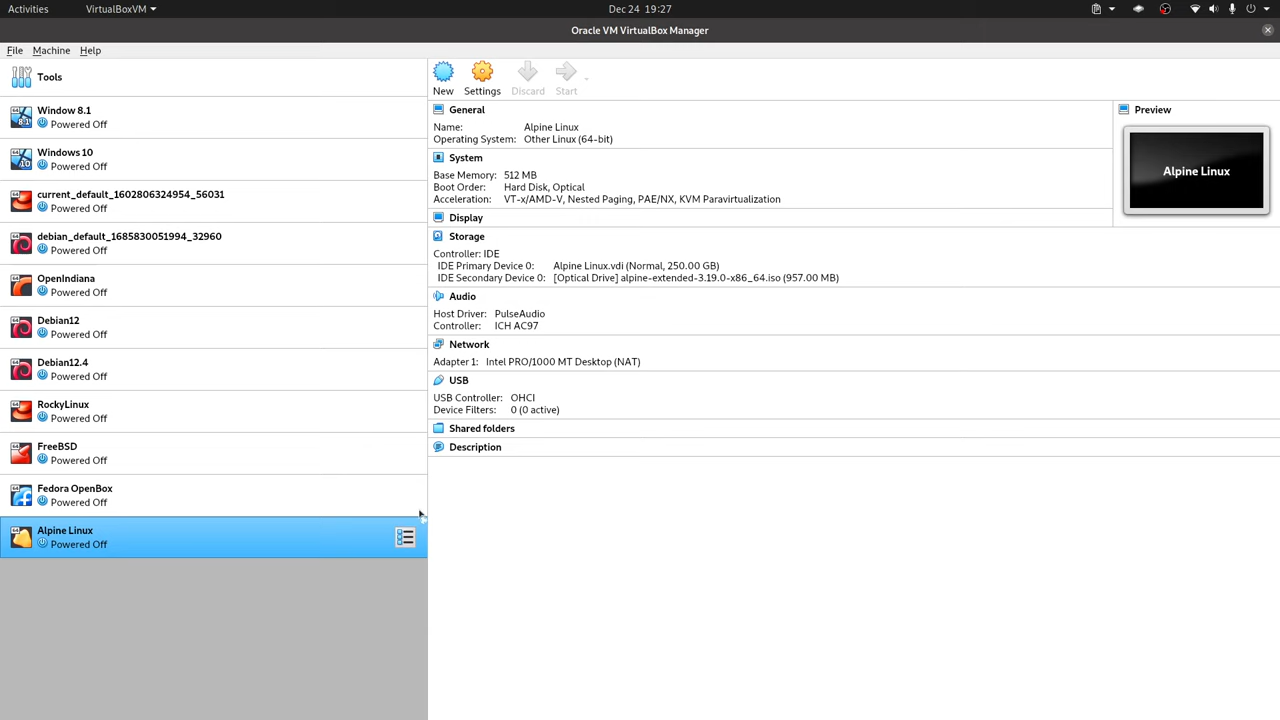 Activities
VirtualBoxVM
Dec 24 19:27
Oracle VM VirtualBox Manager
File Machine Help
Tools
Window 8.1
Powered Off
Windows 10
Powered Off
current_default_1602806324954_56031
Powered Off
debian_default_1685830051994_32960
Powered Off
OpenIndiana
Powered Off
Debian12
Powered Off
Debian12.4
Powered Off
RockyLinux
Powered Off
FreeBSD
Powered Off
Fedora OpenBox
Powered Off
Alpine Linux
Powered Off
New Settings Discard Start
General
Name: Alpine Linux
Operating System: Other Linux (64-bit)
System
Base Memory: 512 MB
Boot Order: Hard Disk, Optical
Acceleration: VT-x/AMD-V, Nested Paging, PAE/NX, KVM Paravirtualization
Display
Storage
Controller: IDE
IDE Primary Device 0: Alpine Linux.vdi (Normal, 250.00 GB)
IDE Secondary Device 0: [Optical Drive] alpine-extended-3.19.0-x86_64.iso (957.00 MB)
Audio
Host Driver: PulseAudio
Controller: ICH AC97
Network
Adapter 1: Intel PRO/1000 MT Desktop (NAT)
USB
USB Controller: OHCI
Device Filters: 0 (0 active)
Shared folders
Description
Preview
Alpine Linux